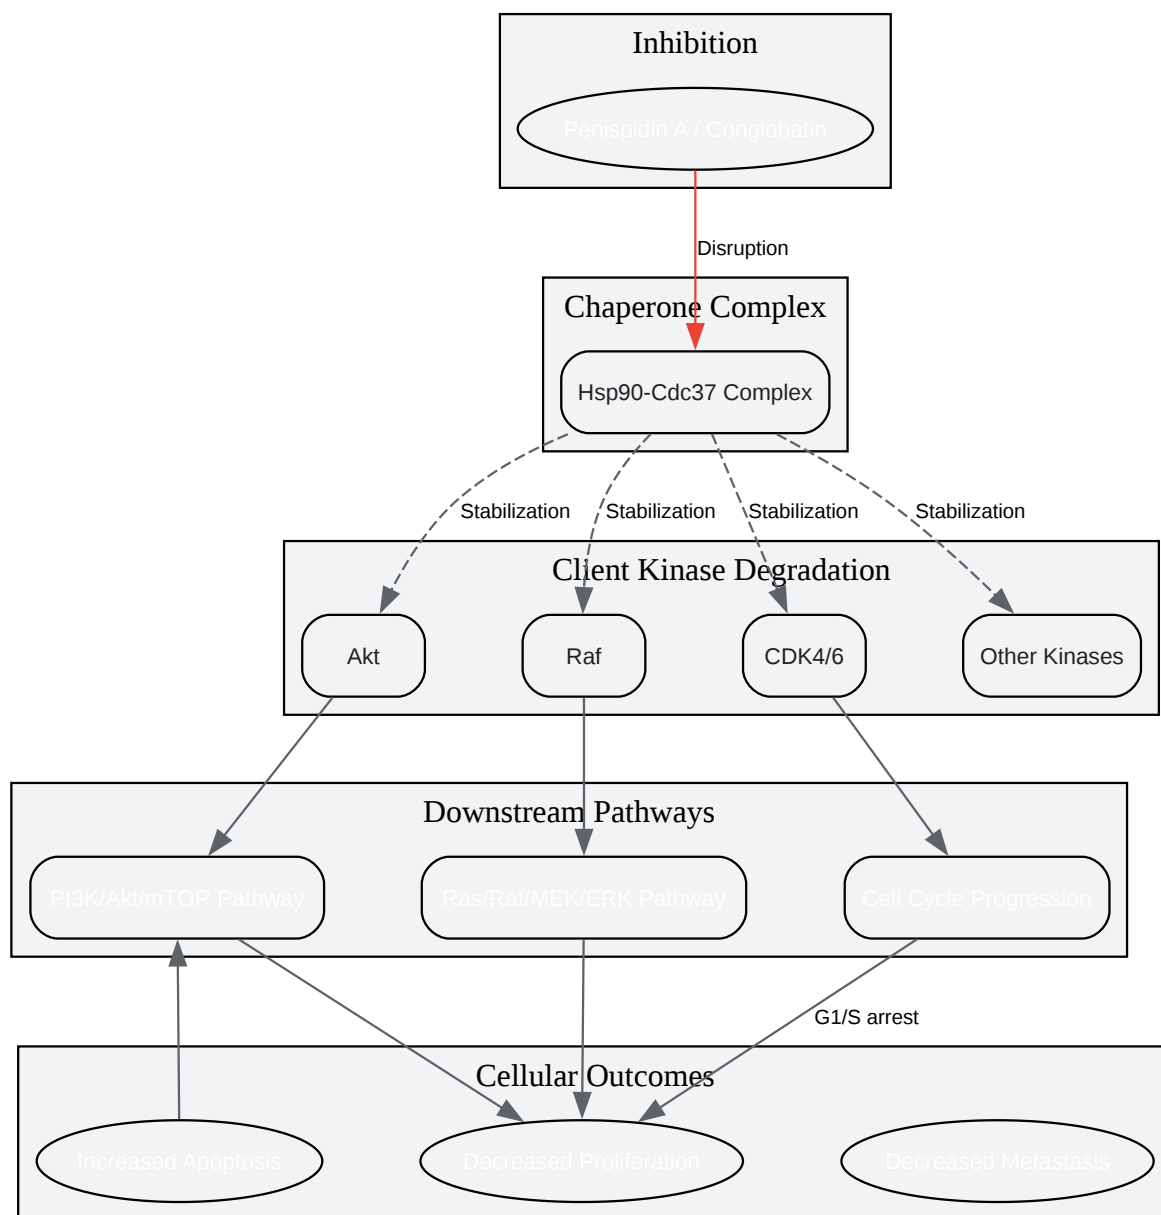 Inhibition
Penispidin A / Conglobatin
Disruption
Chaperone Complex
Hsp90-Cdc37 Complex
Stabilization
Stabilization
Stabilization
Stabilization
Client Kinase Degradation
Akt
Raf
CDK4/6
Other Kinases
Downstream Pathways
PI3K/Akt/mTOR Pathway
Ras/Raf/MEK/ERK Pathway
Cell Cycle Progression
G1/S arrest
Cellular Outcomes
Increased Apoptosis
Decreased Proliferation
Decreased Metastasis